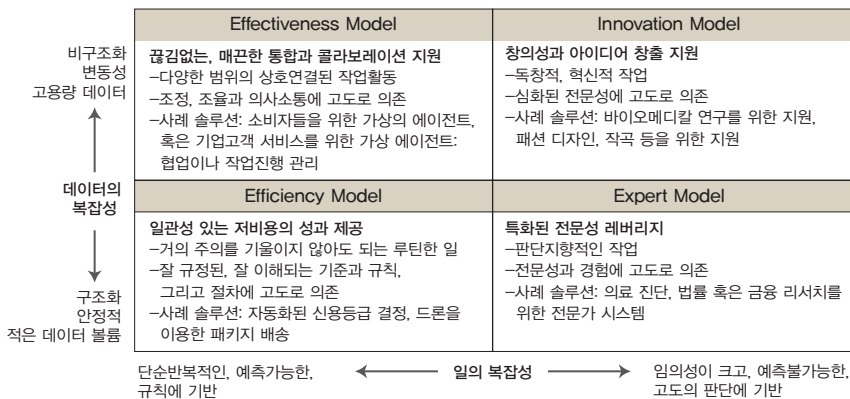 Effectiveness Model
Innovation Model
비구조화
변동성
고용량 데이터
끊김없는, 매끈한 통합과 콜라보레이션 지원
–다양한 범위의 상호연결된 작업활동
–조정, 조율과 의사소통에 고도로 의존
–사례 솔루션: 소비자들을 위한 가상의 에이전트,
혹은 기업고객 서비스를 위한 가상 에이전트:
협업이나 작업진행 관리
창의성과 아이디어 창출 지원
–독창적, 혁신적 작업
–심화된 전문성에 고도로 의존
–사례 솔루션: 바이오메디컬 연구를 위한 지원,
패션 디자인, 작곡 등을 위한 지원
데이터의
복잡성
Efficiency Model
Expert Model
일관성 있는 저비용의 성과 제공
–거의 주의를 기울이지 않아도 되는 루틴한 일
–잘 규정된, 잘 이해되는 기준과 규칙,
그리고 절차에 고도로 의존
–사례 솔루션: 자동화된 신용등급 결정, 드론을
이용한 패키지 배송
특화된 전문성 레버리지
–판단지향적인 작업
–전문성과 경험에 고도로 의존
–사례 솔루션: 의료 진단, 법률 혹은 금융 리서치를
위한 전문가 시스템
구조화
안정적
적은 데이터 볼륨
단순반복적인, 예측가능한,
규칙에 기반
일의 복잡성
임의성이 크고, 예측불가능한,
고도의 판단에 기반